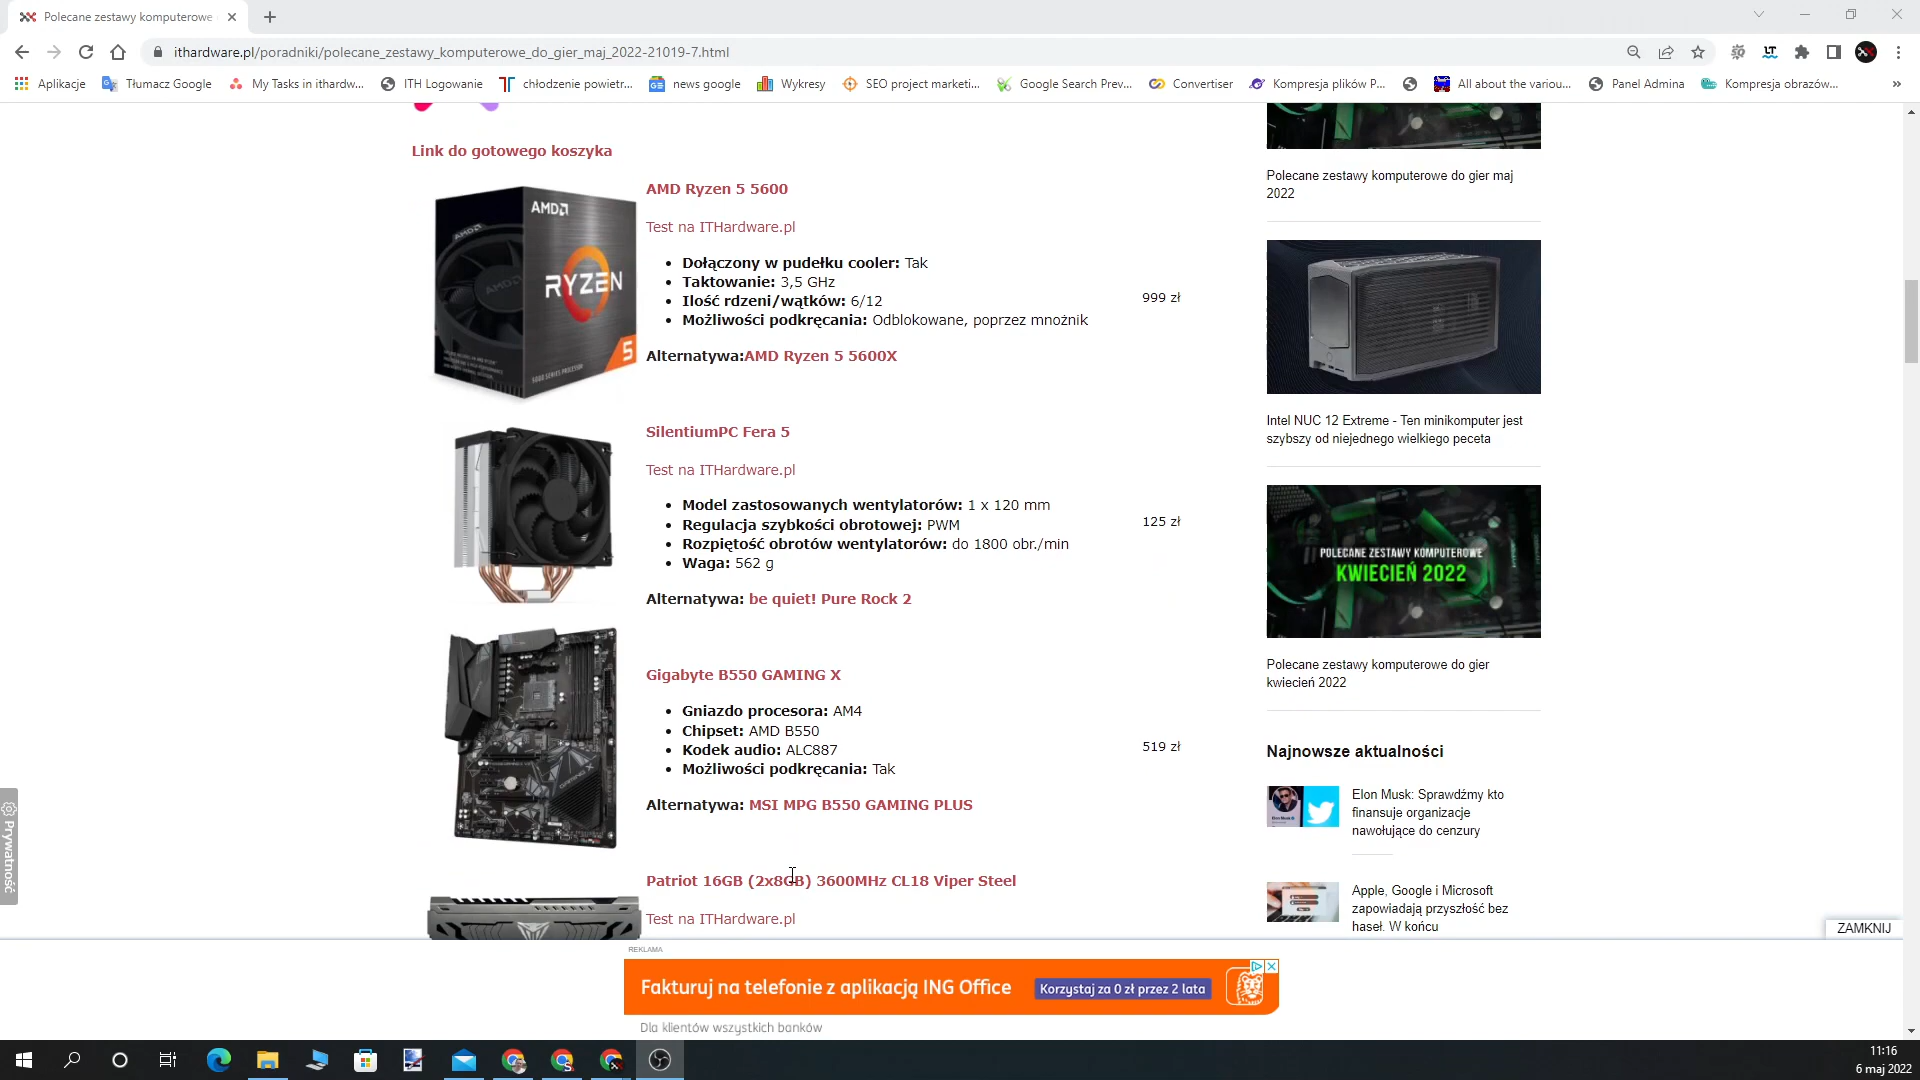 Polecane zestawy komputerowe
ithardware.pl/poradniki/polecane_zestawy_komputerowe_do_gier_maj_2022-21019-7.html
Aplikacje
Tłumacz Google
My Tasks in ithardw...
ITH Logowanie
chłodzenie powietr...
news google
Wykresy
SEO project marketi...
Google Search Prev...
Convertiser
Kompresja plików P...
All about the variou...
Panel Admina
Kompresja obrazów...
»
Link do gotowego koszyka
AMD
RYZEN
5
AMD Ryzen 5 5600
Test na ITHardware.pl
• Dołączony w pudełku cooler: Tak
• Taktowanie: 3,5 GHz
• Ilość rdzeni/wątków: 6/12
• Możliwości podkręcania: Odblokowane, poprzez mnożnik
999 zł
Alternatywa:AMD Ryzen 5 5600X
SilentiumPC Fera 5
Test na ITHardware.pl
• Model zastosowanych wentylatorów: 1 x 120 mm
• Regulacja szybkości obrotowej: PWM
• Rozpiętość obrotów wentylatorów: do 1800 obr./min
• Waga: 562 g
125 zł
Alternatywa: be quiet! Pure Rock 2
Gigabyte B550 GAMING X
• Gniazdo procesora: AM4
• Chipset: AMD B550
• Kodek audio: ALC887
• Możliwości podkręcania: Tak
519 zł
Alternatywa: MSI MPG B550 GAMING PLUS
Patriot 16GB (2x8GB) 3600MHz CL18 Viper Steel
Test na ITHardware.pl
Polecane zestawy komputerowe do gier maj
2022
Intel NUC 12 Extreme - Ten minikomputer jest
szybszy od niejednego wielkiego peceta
POLECANE ZESTAWY KOMPUTEROWE
KWIECIEŃ 2022
Polecane zestawy komputerowe do gier
kwiecień 2022
Najnowsze aktualności
Elon Musk: Sprawdźmy kto
finansuje organizacje
nawołujące do cenzury
Apple, Google i Microsoft
zapowiadają przyszłość bez
haseł. W końcu
Prywatność
ZAMKNIJ
REKLAMA
Fakturuj na telefonie z aplikacją ING Office
Korzystaj za 0 zł przez 2 lata
Dla klientów wszystkich banków
11:16
6 maj 2022